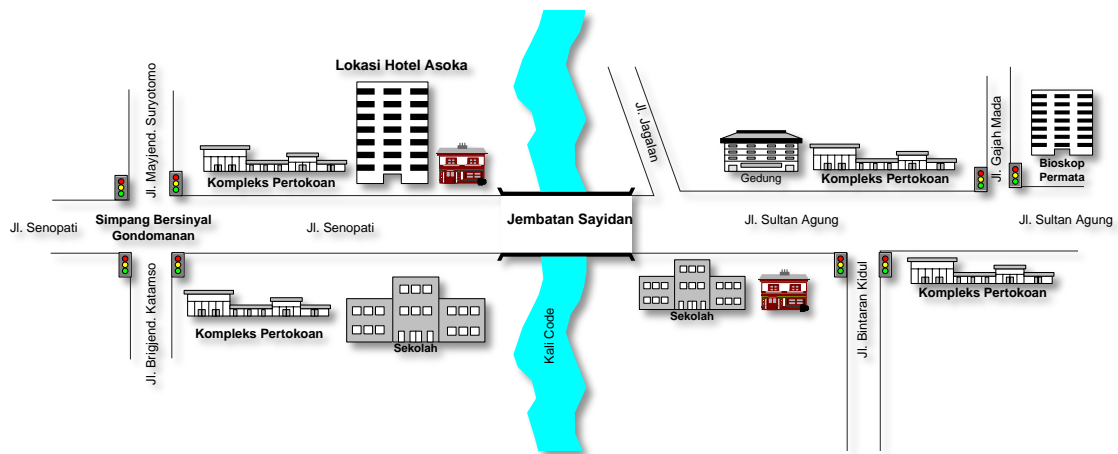 Lokasi Hotel Asoka
Jl. Mayjend. Suryotomo
Jl. Jagalan
Jl. Gajah Mada
Kompleks Pertokoan
Gedung
Kompleks Pertokoan
Bioskop
Permata
Jl. Senopati
Simpang Bersinyal
Gondomanan
Jl. Senopati
Jembatan Sayidan
Jl. Sultan Agung
Jl. Sultan Agung
Jl. Brigjend. Katamso
Kompleks Pertokoan
Sekolah
Kali Code
Sekolah
Jl. Bintaran Kidul
Kompleks Pertokoan